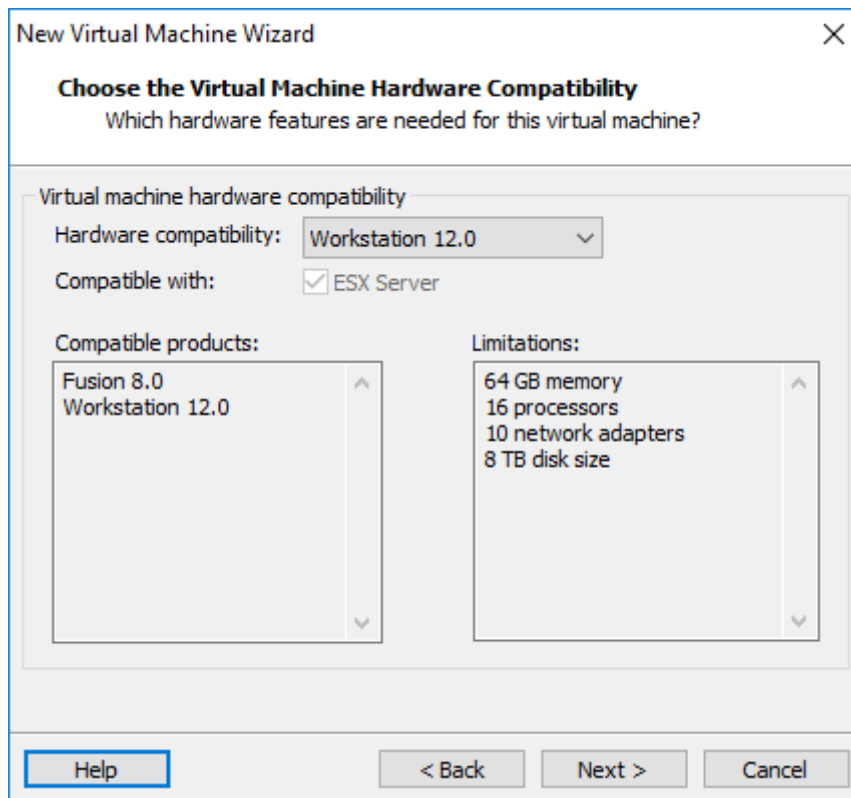 New Virtual Machine Wizard
Choose the Virtual Machine Hardware Compatibility
Which hardware features are needed for this virtual machine?
Virtual machine hardware compatibility
Hardware compatibility: Workstation 12.0
Compatible with: ESX Server
Compatible products:
Fusion 8.0
Workstation 12.0
Limitations:
64 GB memory
16 processors
10 network adapters
8 TB disk size
Help < Back Next > Cancel